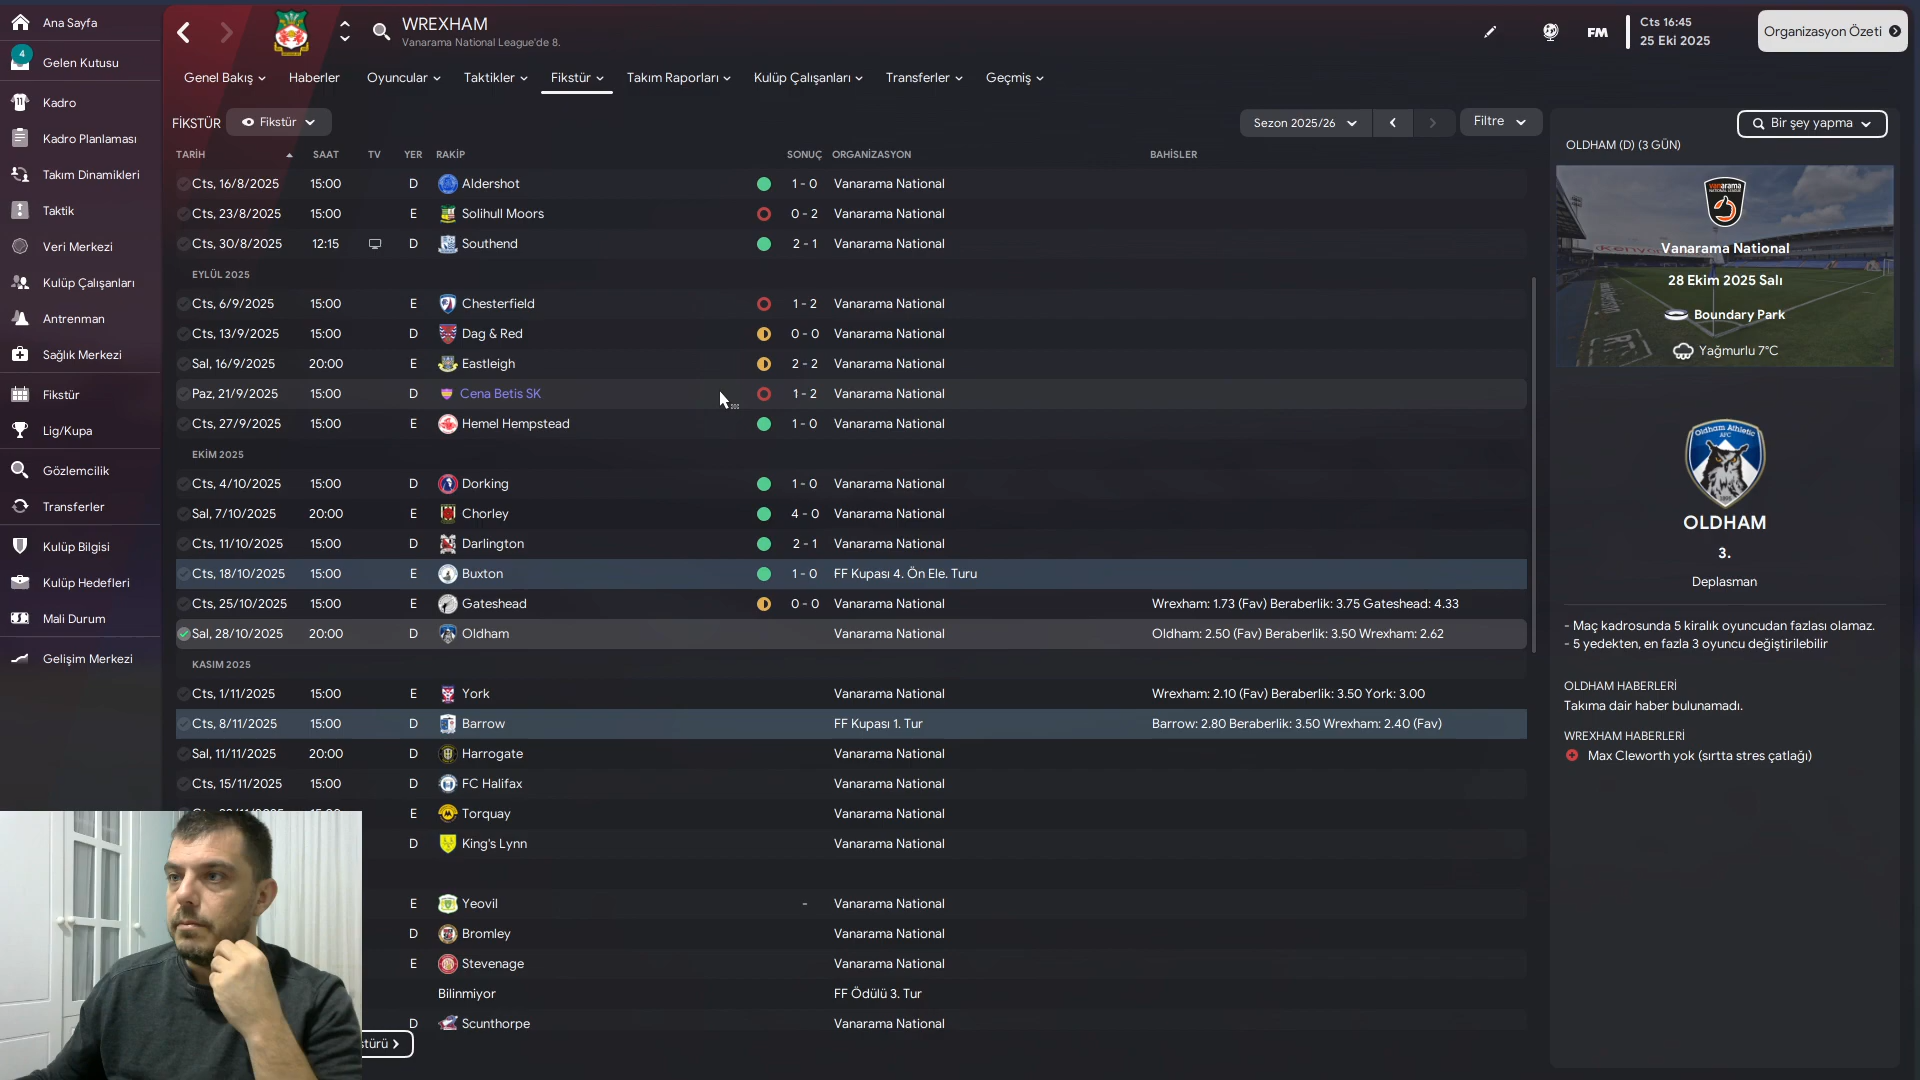 Ana Sayfa
4
Gelen Kutusu
Kadro
Kadro Planlaması
Takım Dinamikleri
Taktik
Veri Merkezi
Kulüp Çalışanları
Antrenman
Sağlık Merkezi
Fikstür
Lig/Kupa
Gözlemcilik
Transferler
Kulüp Bilgisi
Kulüp Hedefleri
Mali Durum
Gelişim Merkezi
WREXHAM
Vanarama National League'de 8.
FM
Cts 16:45
25 Eki 2025
Organizasyon Özeti
Genel Bakış Haberler Oyuncular Taktikler Fikstür Takım Raporları Kulüp Çalışanları Transferler Geçmiş
FİKSTÜR Fikstür Sezon 2025/26 Filtre
TARİH SAAT TV YER RAKİP SONUÇ ORGANİZASYON BAHİSLER
Cts, 16/8/2025 15:00 D Aldershot 1 - 0 Vanarama National
Cts, 23/8/2025 15:00 E Solihull Moors 0 - 2 Vanarama National
Cts, 30/8/2025 12:15 D Southend 2 - 1 Vanarama National
EYLÜL 2025
Cts, 6/9/2025 15:00 E Chesterfield 1 - 2 Vanarama National
Cts, 13/9/2025 15:00 D Dag & Red 0 - 0 Vanarama National
Sal, 16/9/2025 20:00 E Eastleigh 2 - 2 Vanarama National
Paz, 21/9/2025 15:00 D Cena Betis SK 1 - 2 Vanarama National
Cts, 27/9/2025 15:00 E Hemel Hempstead 1 - 0 Vanarama National
EKİM 2025
Cts, 4/10/2025 15:00 D Dorking 1 - 0 Vanarama National
Sal, 7/10/2025 20:00 E Chorley 4 - 0 Vanarama National
Cts, 11/10/2025 15:00 D Darlington 2 - 1 Vanarama National
Cts, 18/10/2025 15:00 E Buxton 1 - 0 FF Kupası 4. Ön Ele. Turu
Cts, 25/10/2025 15:00 E Gateshead 0 - 0 Vanarama National Wrexham: 1.73 (Fav) Beraberlik: 3.75 Gateshead: 4.33
Sal, 28/10/2025 20:00 D Oldham Vanarama National Oldham: 2.50 (Fav) Beraberlik: 3.50 Wrexham: 2.62
KASIM 2025
Cts, 1/11/2025 15:00 E York Vanarama National Wrexham: 2.10 (Fav) Beraberlik: 3.50 York: 3.00
Cts, 8/11/2025 15:00 D Barrow FF Kupası 1. Tur Barrow: 2.80 Beraberlik: 3.50 Wrexham: 2.40 (Fav)
Sal, 11/11/2025 20:00 D Harrogate Vanarama National
Cts, 15/11/2025 15:00 D FC Halifax Vanarama National
E Torquay Vanarama National
D King's Lynn Vanarama National
E Yeovil - Vanarama National
D Bromley Vanarama National
E Stevenage Vanarama National
Bilinmiyor FF Ödülü 3. Tur
D Scunthorpe Vanarama National
stürü
Bir şey yapma
OLDHAM (D) (3 GÜN)
vanarama
Vanarama National
28 Ekim 2025 Salı
Boundary Park
Yağmurlu 7°C
Oldham Athletic
AFC
OLDHAM
3.
Deplasman
- Maç kadrosunda 5 kiralık oyuncudan fazlası olamaz.
- 5 yedekten, en fazla 3 oyuncu değiştirilebilir
OLDHAM HABERLERİ
Takıma dair haber bulunamadı.
WREXHAM HABERLERİ
Max Cleworth yok (sırtta stres çatlağı)